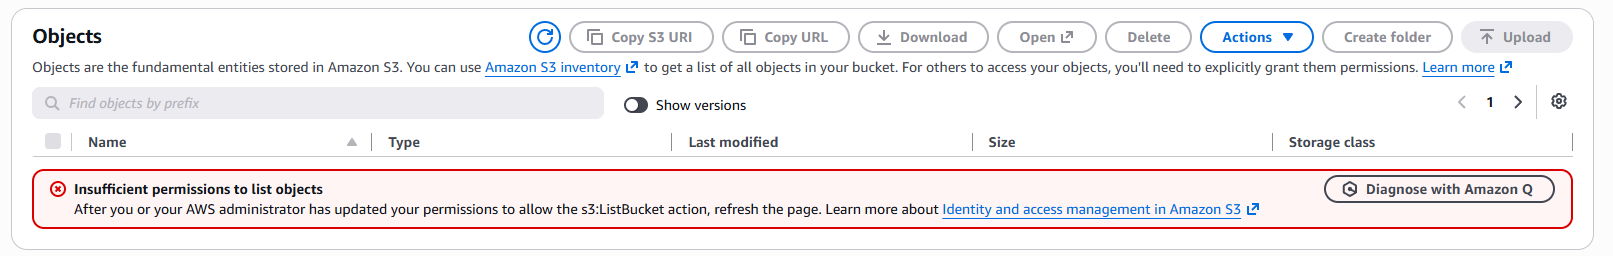 Objects
Copy S3 URI
Copy URL
Download
Open
Delete
Actions
Create folder
Upload
Objects are the fundamental entities stored in Amazon S3. You can use Amazon S3 inventory to get a list of all objects in your bucket. For others to access your objects, you'll need to explicitly grant them permissions. Learn more
Find objects by prefix
Show versions
1
Name
Type
Last modified
Size
Storage class
Insufficient permissions to list objects
Diagnose with Amazon Q
After you or your AWS administrator has updated your permissions to allow the s3:ListBucket action, refresh the page. Learn more about Identity and access management in Amazon S3